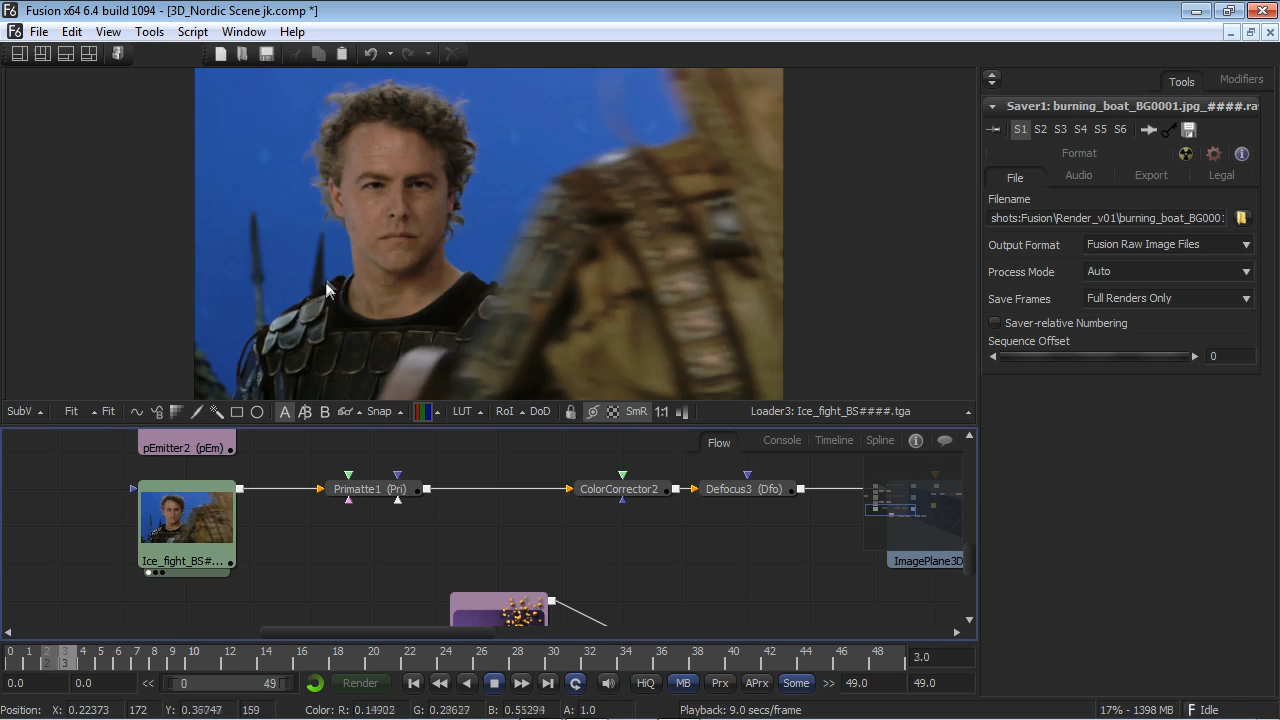 Fusion x64 6.4 build 1094 - [3D_Nordic Scene jk.comp *]
File Edit View Tools Script Window Help
Tools Modifiers
Saver1: burning_boat_BG0001.jpg_####.ra
S1 S2 S3 S4 S5 S6
Format
File Audio Export Legal
Filename
shots:Fusion\Render_v01\burning_boat_BG0001
Output Format Fusion Raw Image Files
Process Mode Auto
Save Frames Full Renders Only
Saver-relative Numbering
Sequence Offset
0
SubV Fit Fit A B Snap LUT RoI DoD SmR 1:1 Loader3: Ice_fight_BS####.tga
Flow Console Timeline Spline
pEmitter2 (pEm)
Primatte1 (Pri) ColorCorrector2 Defocus3 (Dfo)
Ice_fight_BS#... ImagePlane3D
0 1 2 3 4 5 6 7 8 9 10 12 14 16 18 20 22 24 26 28 30 32 34 36 38 40 42 44 46 48 3.0
2 3
0.0 0.0 << 0 49 Render HiQ MB Prx APrx Some >> 49.0 49.0
Position: X: 0.22373 172 Y: 0.36747 159 Color: R: 0.14902 G: 0.28627 B: 0.55294 A: 1.0 Playback: 9.0 secs/frame 17% - 1398 MB Idle